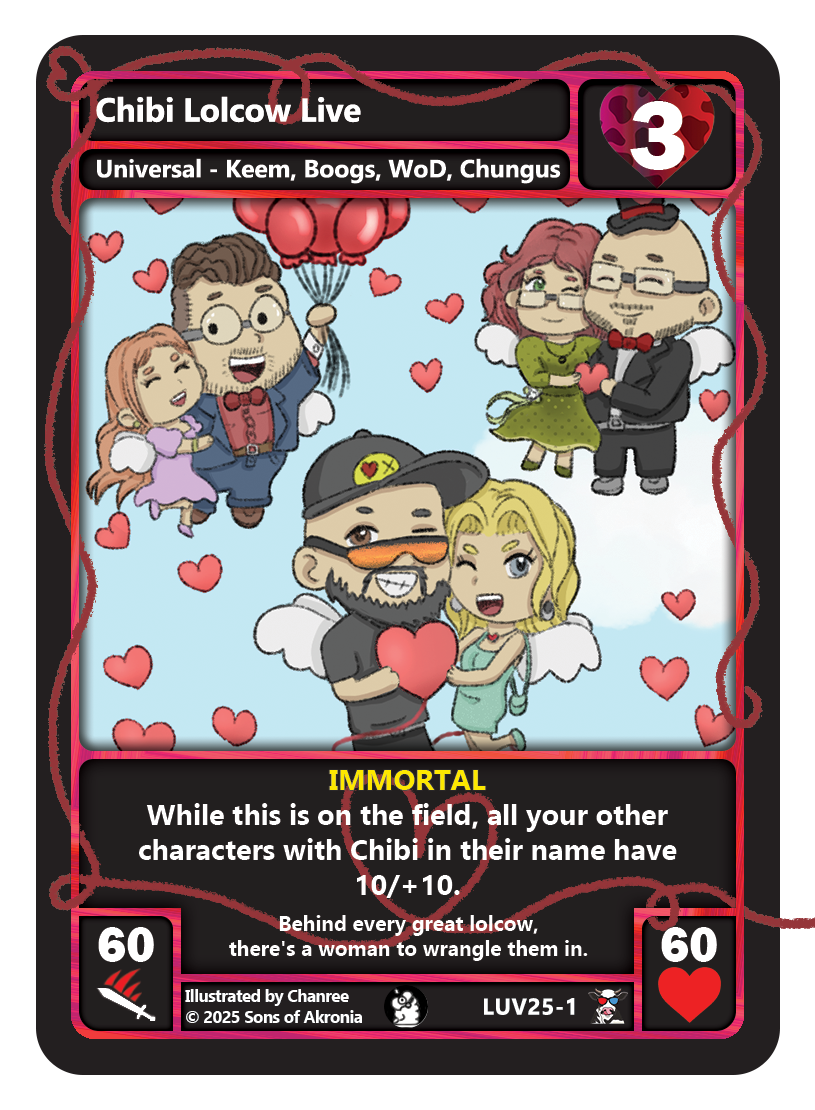 Chibi Lolcow Live
3
Universal - Keem, Boogs, WoD, Chungus
IMMORTAL
While this is on the field, all your other
characters with Chibi in their name have
10/+10.
Behind every great lolcow,
there's a woman to wrangle them in.
60
60
Illustrated by Chanree
© 2025 Sons of Akronia
LUV25-1